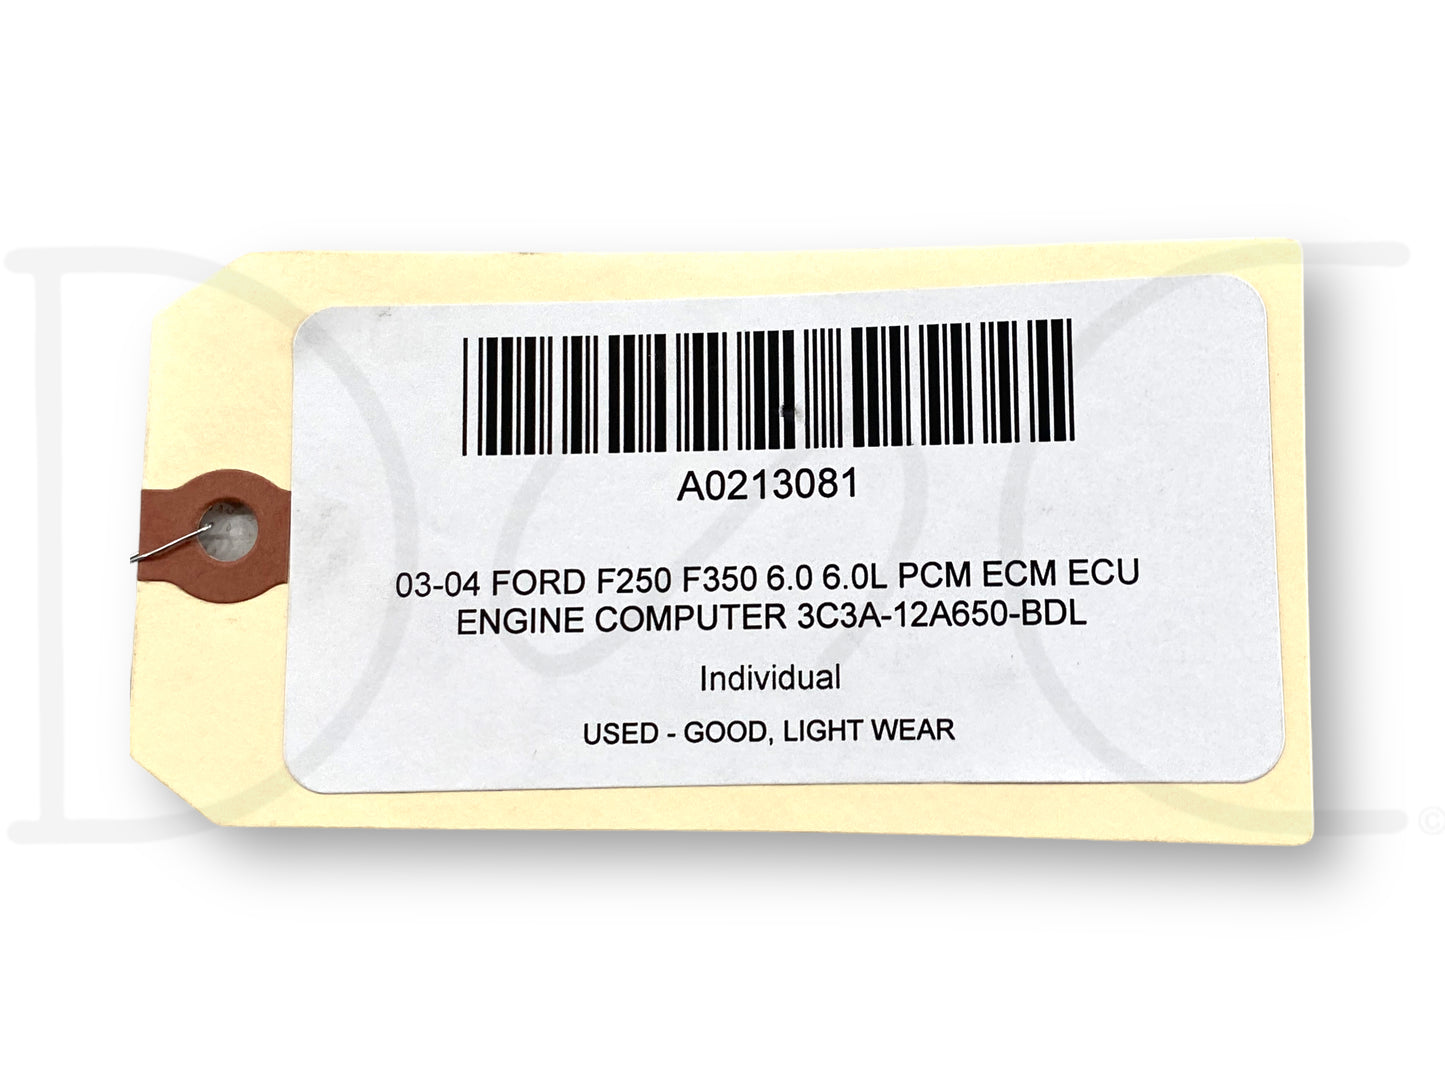 A0213081
03-04 FORD F250 F350 6.0 6.0L PCM ECM ECU
ENGINE COMPUTER 3C3A-12A650-BDL
Individual
USED - GOOD, LIGHT WEAR
D C
©